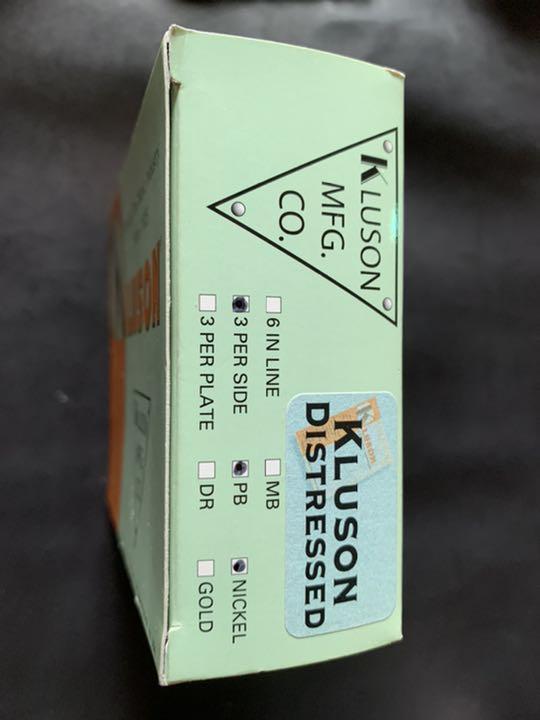 KLUSON
MFG.
CO.
6 IN LINE
MB
3 PER SIDE
PB
NICKEL
3 PER PLATE
DR
GOLD
KLUSON
DISTRESSED